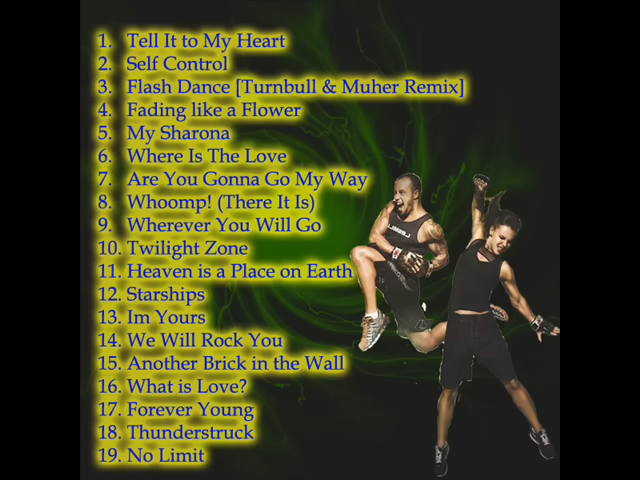 1. Tell It to My Heart
2. Self Control
3. Flash Dance [Turnbull & Muher Remix]
4. Fading like a Flower
5. My Sharona
6. Where Is The Love
7. Are You Gonna Go My Way
8. Whoomp! (There It Is)
9. Wherever You Will Go
10. Twilight Zone
11. Heaven is a Place on Earth
12. Starships
13. Im Yours
14. We Will Rock You
15. Another Brick in the Wall
16. What is Love?
17. Forever Young
18. Thunderstruck
19. No Limit